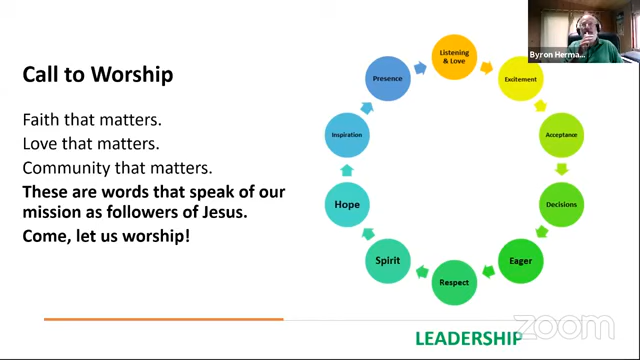 Call to Worship
Faith that matters.
Love that matters.
Community that matters.
These are words that speak of our
mission as followers of Jesus.
Come, let us worship!
Listening
& Love
Excitement
Acceptance
Decisions
Eager
Respect
Spirit
Hope
Inspiration
Presence
LEADERSHIP
zoom
Byron Herma...